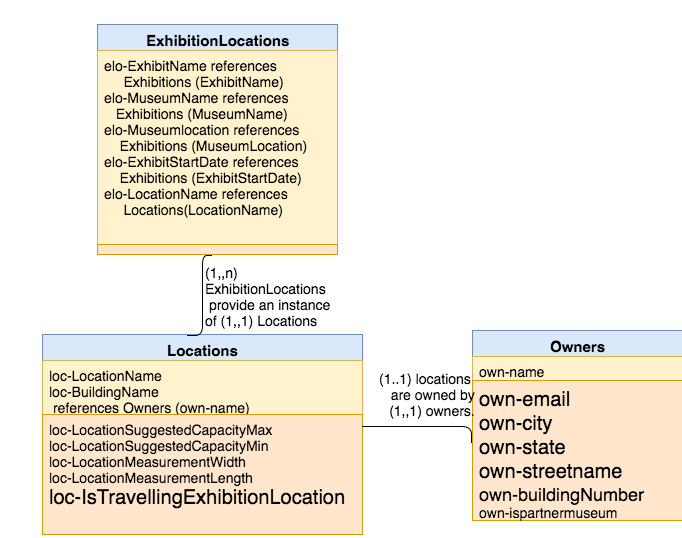 ExhibitionLocations
elo-ExhibitName references
Exhibitions (ExhibitName)
elo-MuseumName references
Exhibitions (MuseumName)
elo-Museumlocation references
Exhibitions (MuseumLocation)
elo-ExhibitStartDate references
Exhibitions (ExhibitStartDate)
elo-LocationName references
Locations(LocationName)
(1,,n)
ExhibitionLocations
provide an instance
of (1,,1) Locations
Locations
loc-LocationName
loc-BuildingName
references Owners (own-name)
loc-LocationSuggestedCapacityMax
loc-LocationSuggestedCapacityMin
loc-LocationMeasurementWidth
loc-LocationMeasurementLength
loc-IsTravellingExhibitionLocation
(1..1) locations
are owned by
(1,,1) owners.
Owners
own-name
own-email
own-city
own-state
own-streetname
own-buildingNumber
own-ispartnermuseum